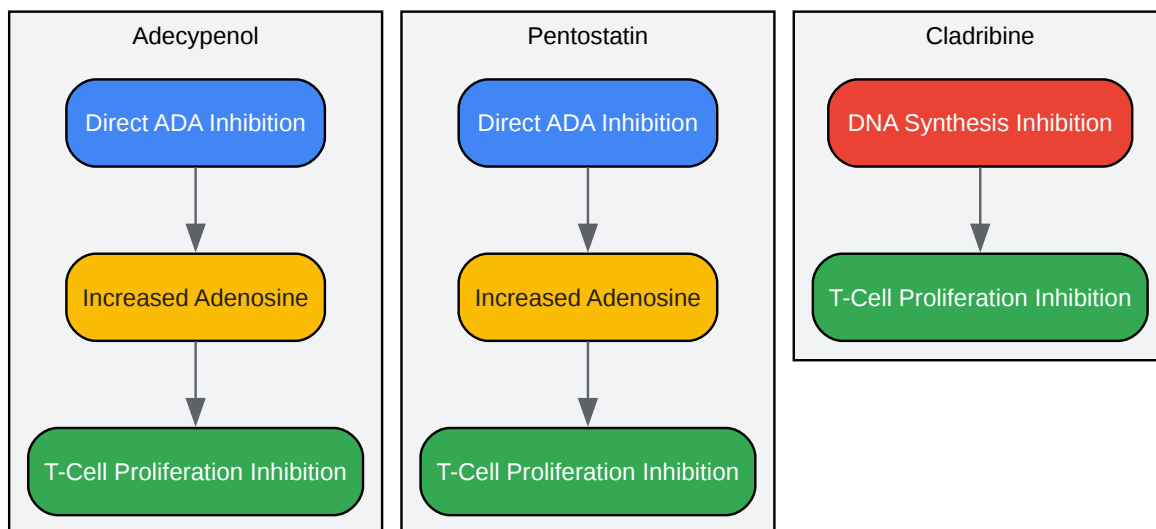 Adecypenol
Direct ADA Inhibition
Increased Adenosine
T-Cell Proliferation Inhibition
Pentostatin
Direct ADA Inhibition
Increased Adenosine
T-Cell Proliferation Inhibition
Cladribine
DNA Synthesis Inhibition
T-Cell Proliferation Inhibition